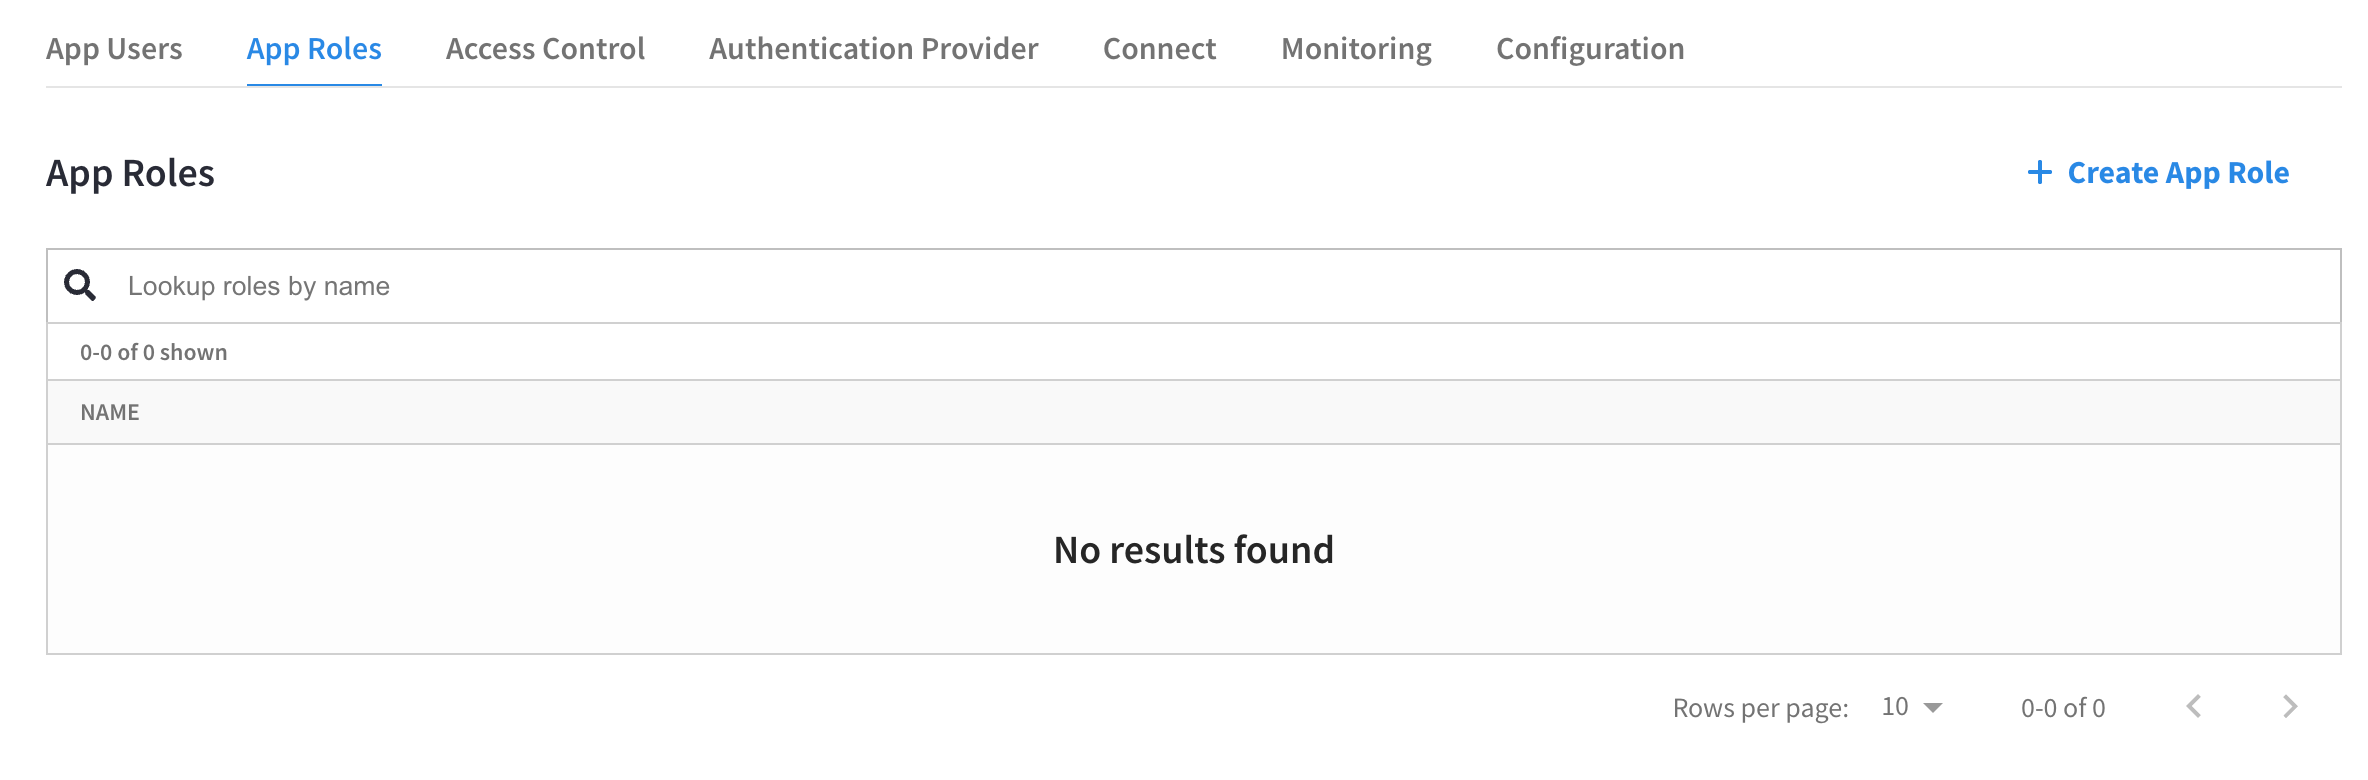 App Users App Roles Access Control Authentication Provider Connect Monitoring Configuration
App Roles
+ Create App Role
Lookup roles by name
0-0 of 0 shown
NAME
No results found
Rows per page: 10 0-0 of 0